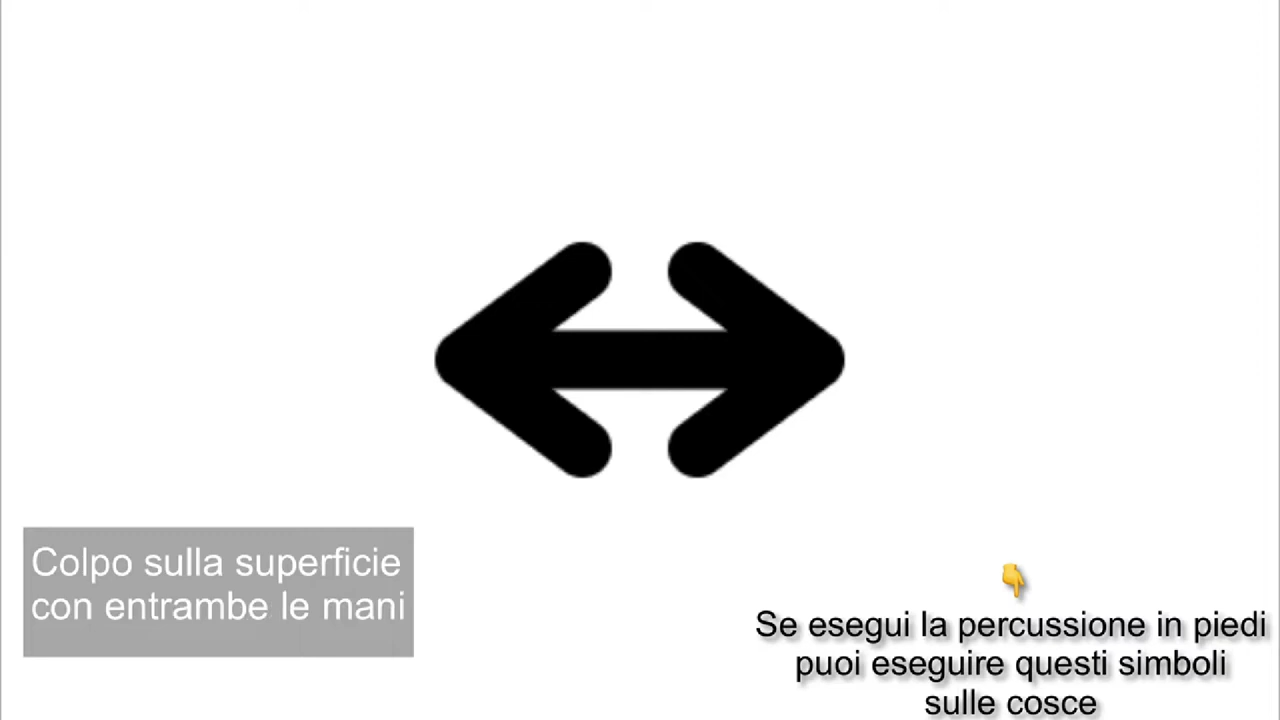 Colpo sulla superficie
con entrambe le mani
👇
Se esegui la percussione in piedi
puoi eseguire questi simboli
sulle cosce